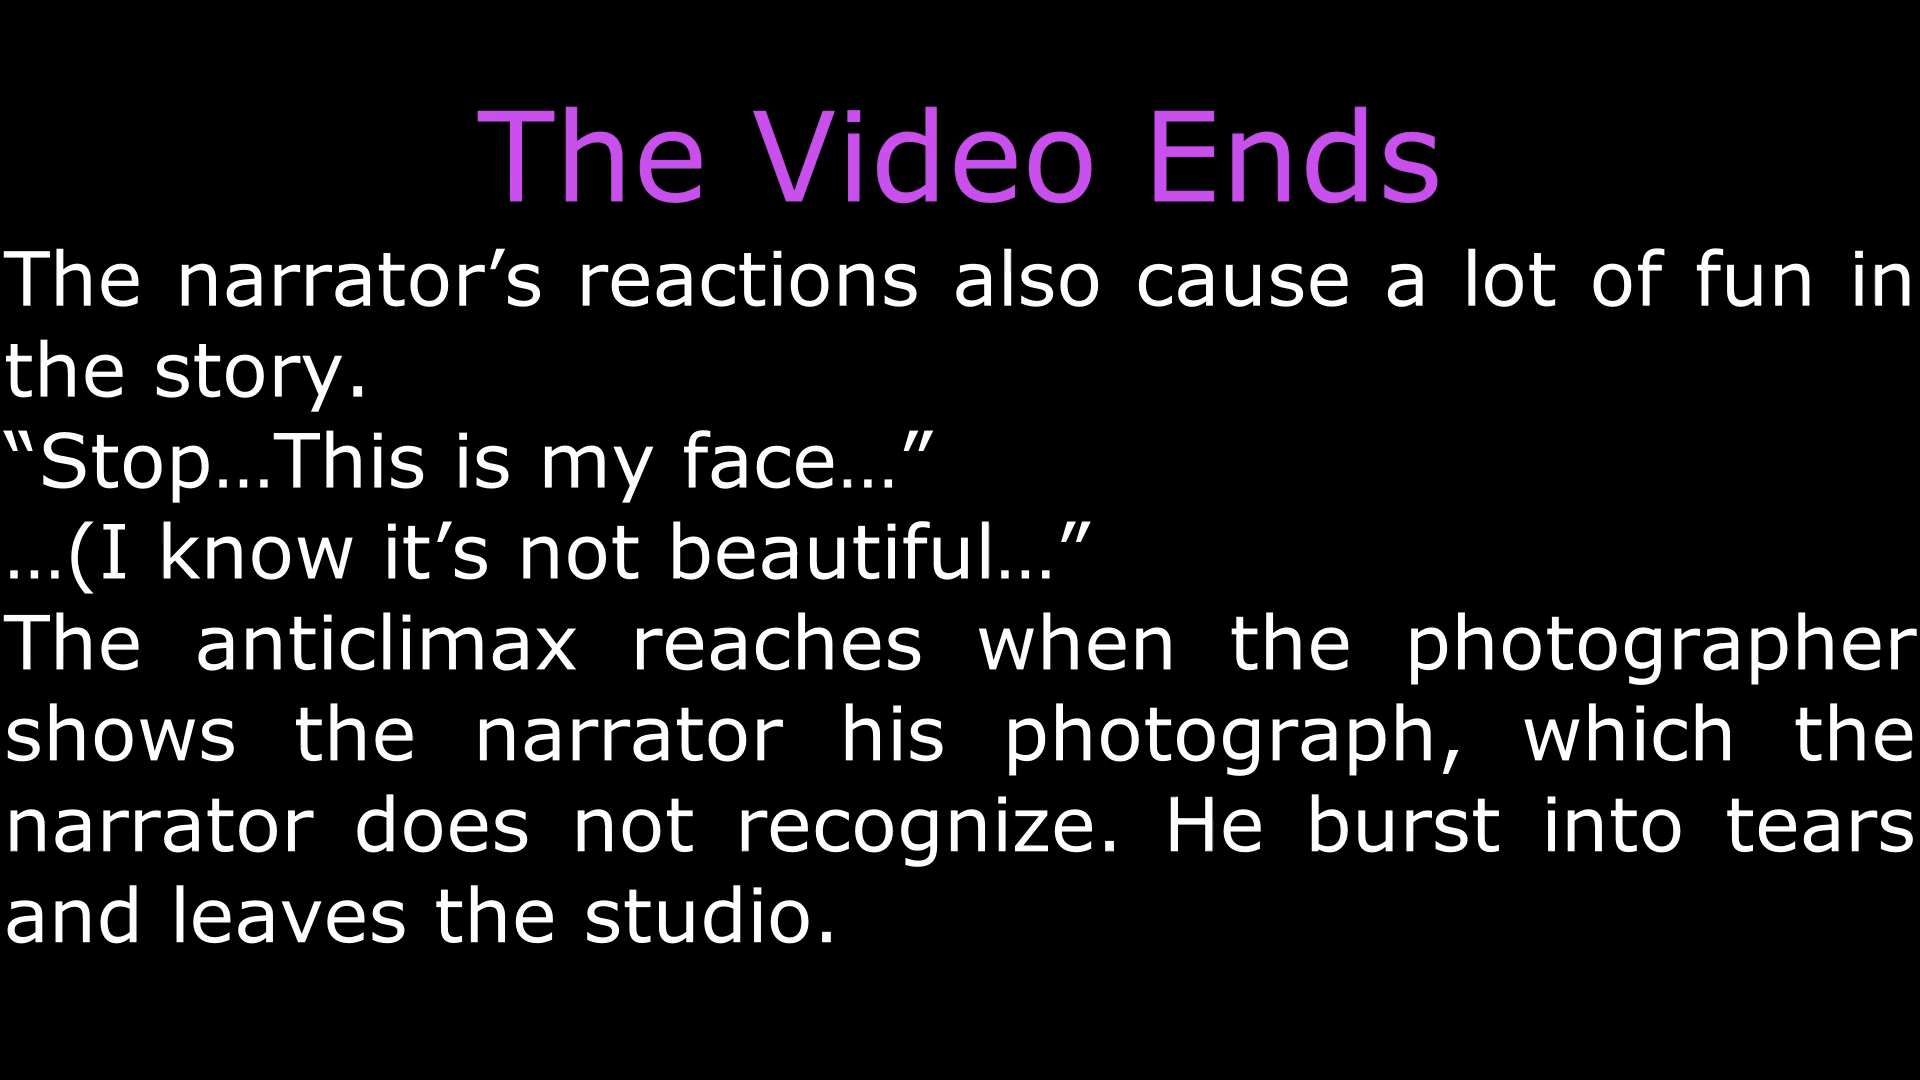 The Video Ends
The narrator’s reactions also cause a lot of fun in
the story.
“Stop…This is my face…”
…(I know it’s not beautiful…”
The anticlimax reaches when the photographer
shows the narrator his photograph, which the
narrator does not recognize. He burst into tears
and leaves the studio.